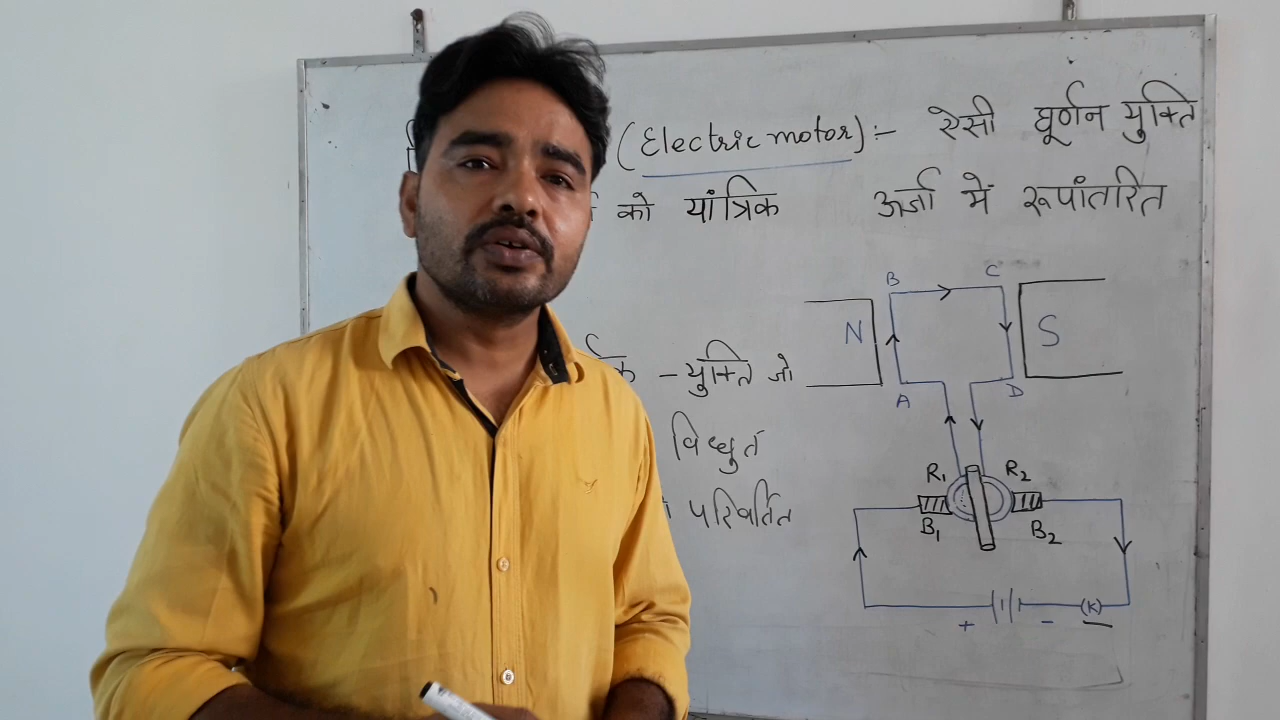 (Electric motor) :- ऐसी घूर्णन युक्ति
को यांत्रिक ऊर्जा में रूपांतरित
- युक्ति जो
विध्युत
परिवर्तित
B C
N S
A D
R₁ R₂
B₁ B₂
+ - (K)